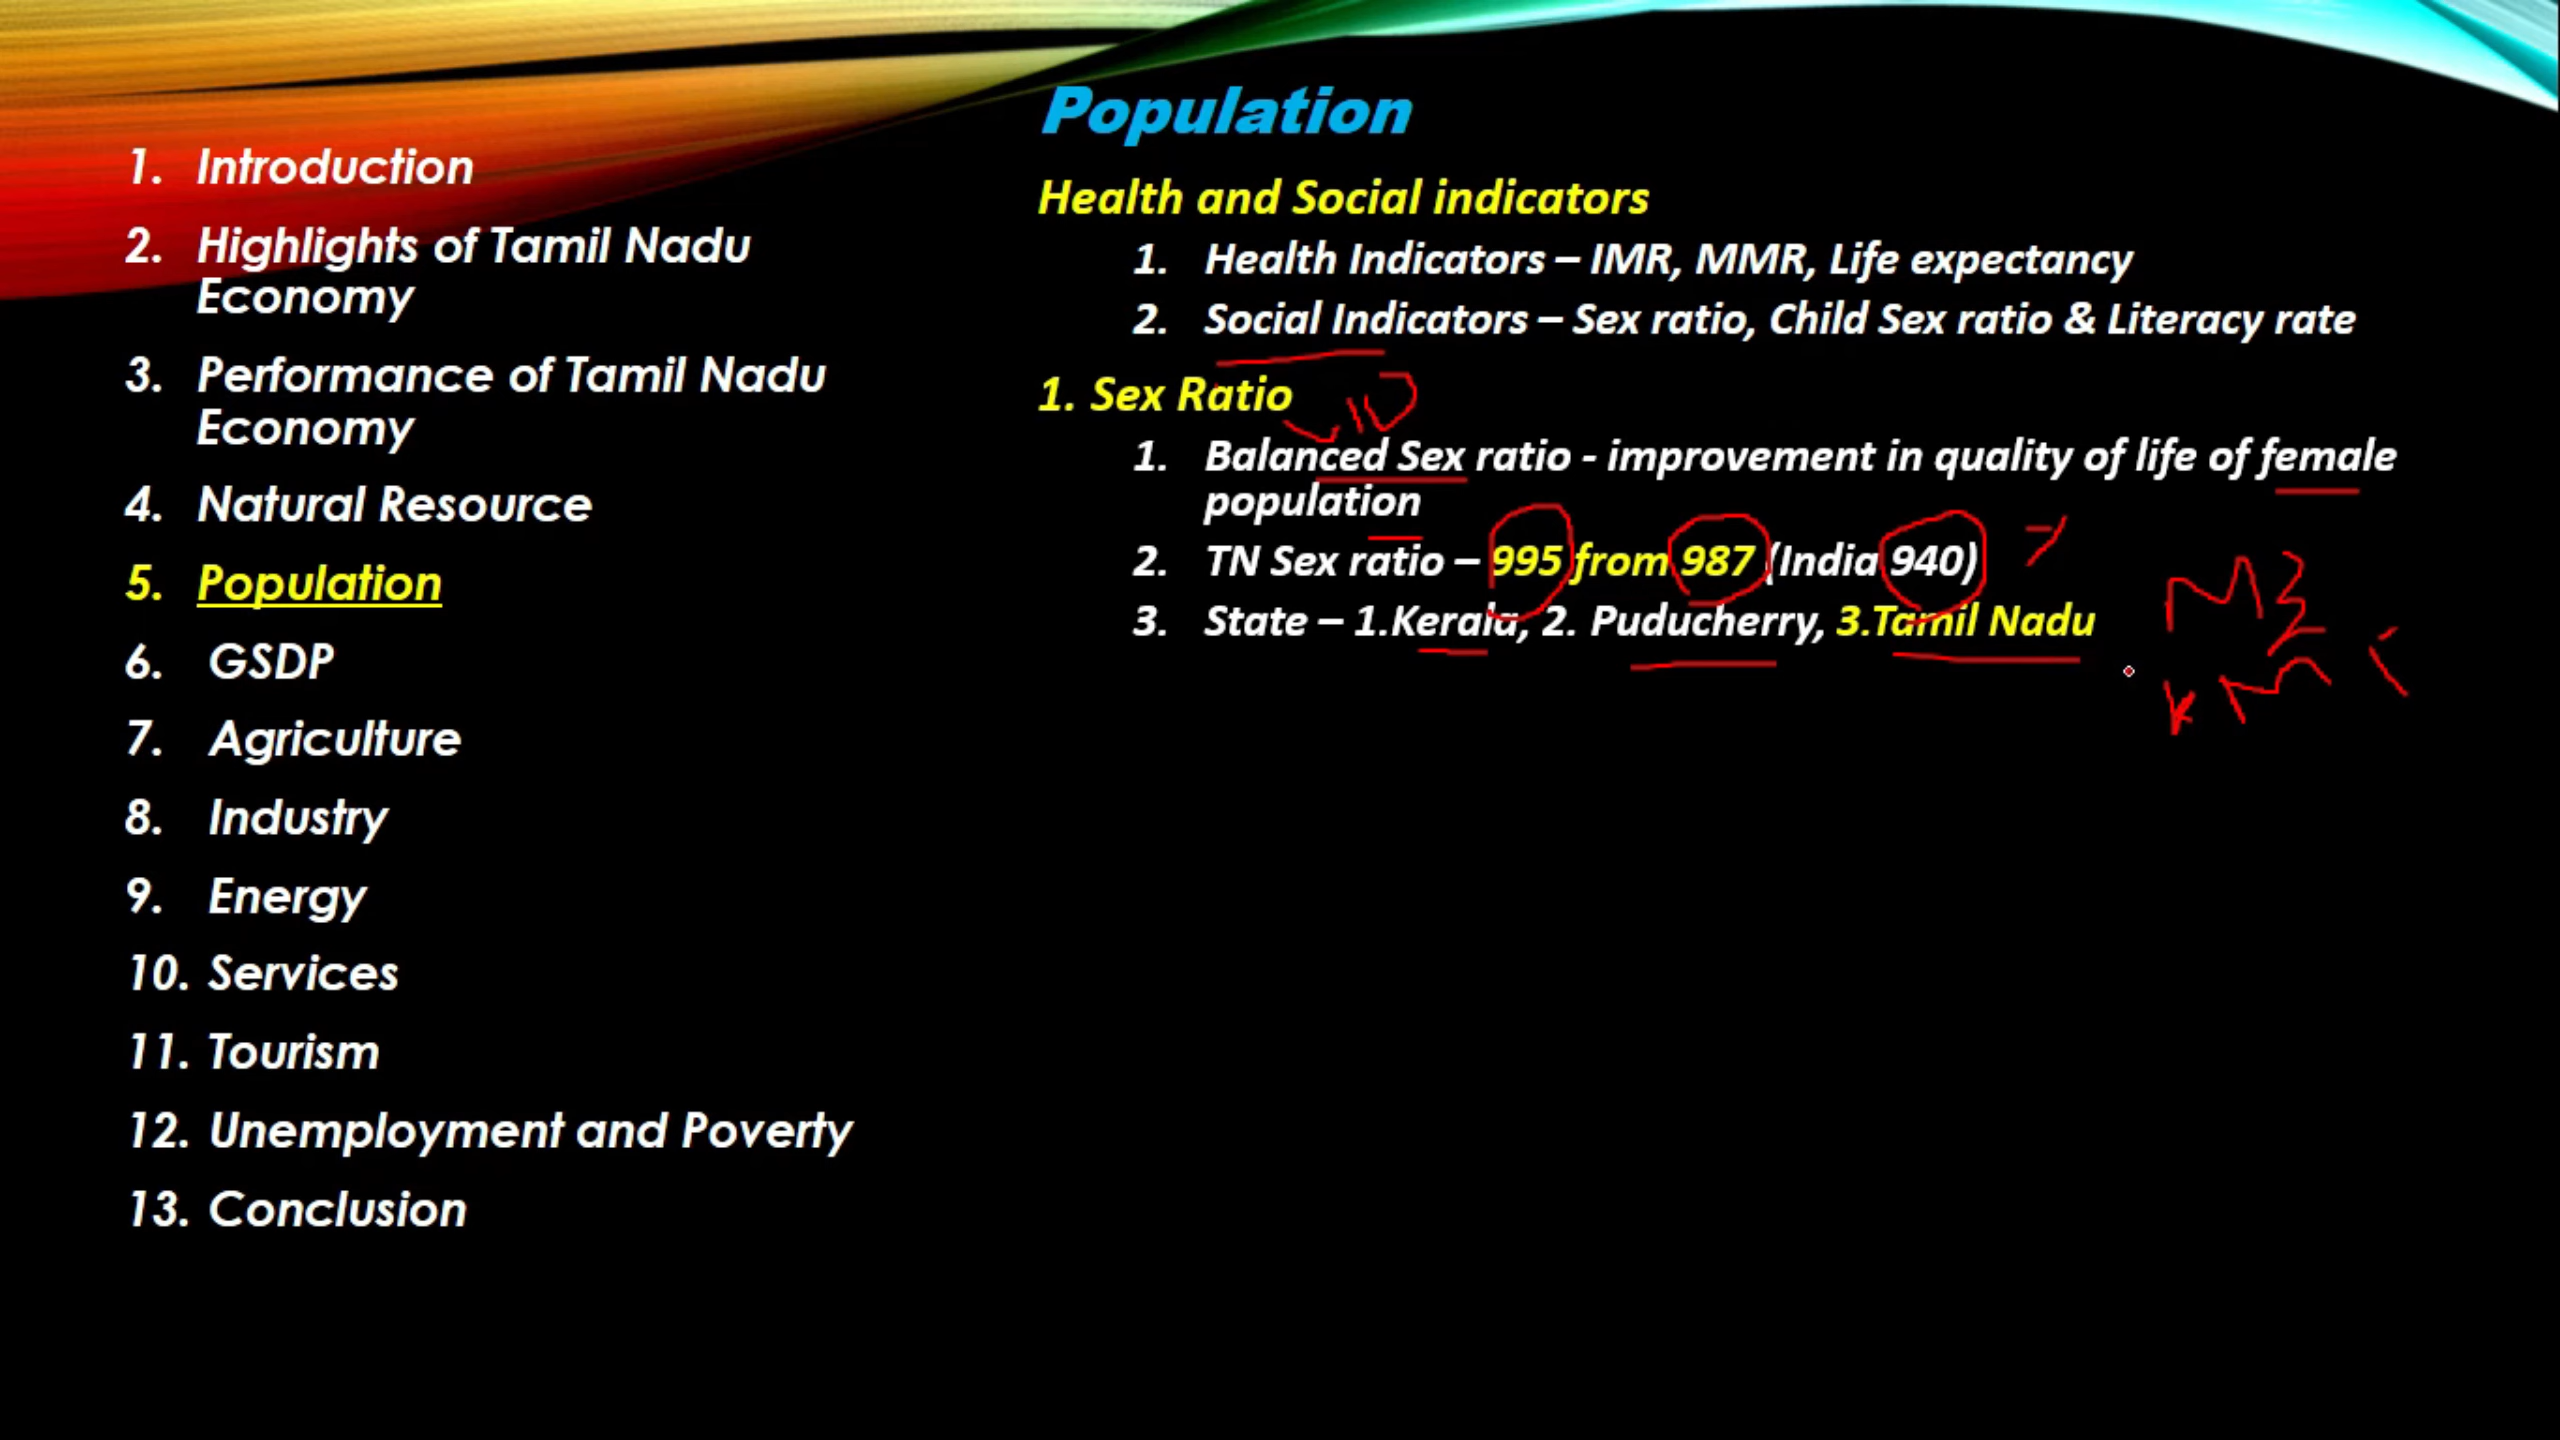 1. Introduction
2. Highlights of Tamil Nadu
Economy
3. Performance of Tamil Nadu
Economy
4. Natural Resource
5. Population
6. GSDP
7. Agriculture
8. Industry
9. Energy
10. Services
11. Tourism
12. Unemployment and Poverty
13. Conclusion
Population
Health and Social indicators
1. Health Indicators – IMR, MMR, Life expectancy
2. Social Indicators – Sex ratio, Child Sex ratio & Literacy rate
1. Sex Ratio
1. Balanced Sex ratio - improvement in quality of life of female
population
2. TN Sex ratio – 995 from 987 (India 940)
3. State – 1.Kerala, 2. Puducherry, 3.Tamil Nadu